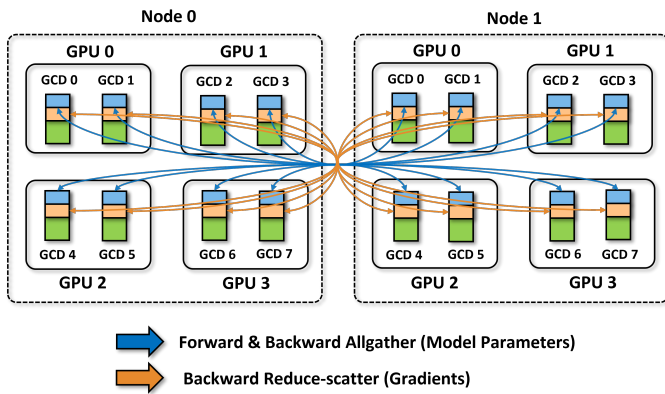 Node 0 Node 1
GPU 0 GPU 1 GPU 0 GPU 1
GCD 0 GCD 1 GCD 2 GCD 3 GCD 0 GCD 1 GCD 2 GCD 3
GCD 4 GCD 5 GCD 6 GCD 7 GCD 4 GCD 5 GCD 6 GCD 7
GPU 2 GPU 3 GPU 2 GPU 3
Forward & Backward Allgather (Model Parameters)
Backward Reduce-scatter (Gradients)